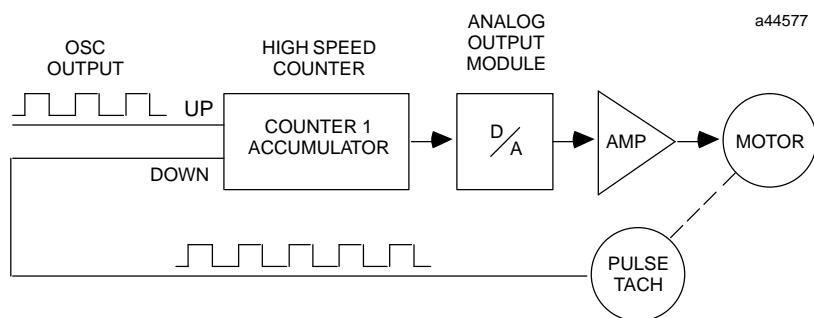 a44577
ANALOG
OUTPUT
MODULE
OSC
OUTPUT
HIGH SPEED
COUNTER
UP
COUNTER 1
ACCUMULATOR
D/A
AMP
MOTOR
DOWN
PULSE
TACH